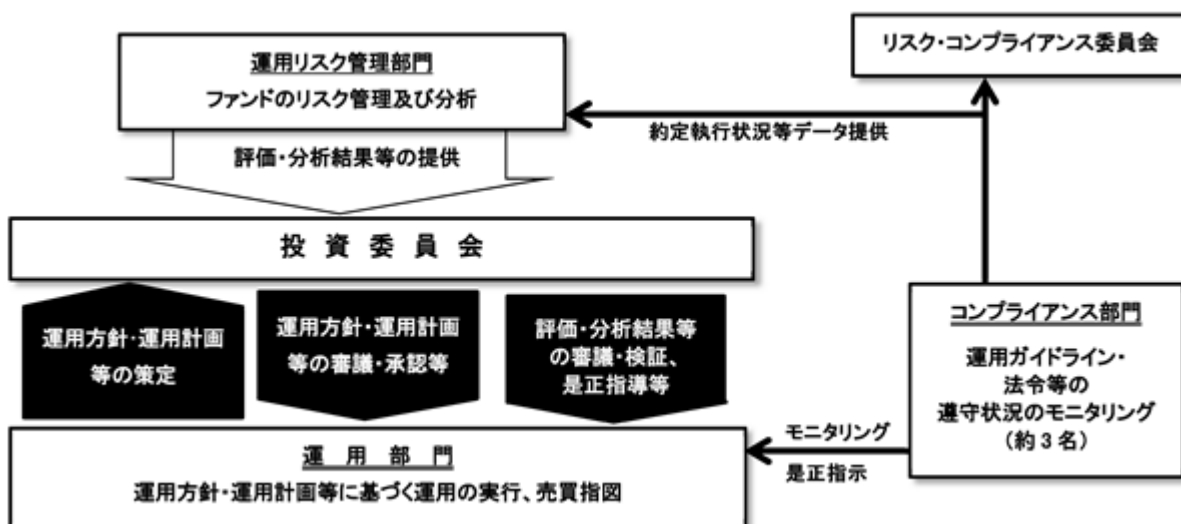 運用リスク管理部門
ファンドのリスク管理及び分析
リスク・コンプライアンス委員会
約定執行状況等データ提供
評価・分析結果等の提供
投資委員会
運用方針・運用計画
等の策定
運用方針・運用計画
等の審議・承認等
評価・分析結果等
の審議・検証、
是正指導等
コンプライアンス部門
運用ガイドライン・
法令等の
遵守状況のモニタリング
（約3名）
モニタリング
是正指示
運用部門
運用方針・運用計画等に基づく運用の実行、売買指図